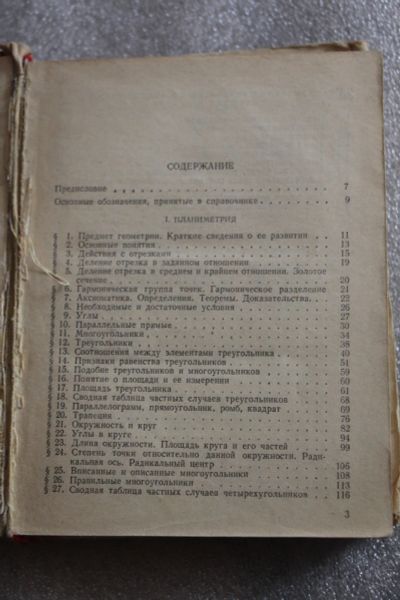 СОДЕРЖАНИЕ
Предисловие . . . . . . . . . . 7
Основные обозначения, принятые в справочнике . . . 9
I. ПЛАНИМЕТРИЯ
§ 1. Предмет геометрии. Краткие сведения о ее развитии . . 11
§ 2. Основные понятия . . . . . . . . 13
§ 3. Действия с отрезками . . . . . . . . 15
§ 4. Деление отрезка в заданном отношении . . . . 19
§ 5. Деление отрезка в среднем и крайнем отношении. Золотое
сечение . . . . . . . . . . 20
§ 6. Гармоническая группа точек. Гармоническое разделение 21
§ 7. Аксиоматика. Определения. Теоремы. Доказательства. . 22
§ 8. Необходимые и достаточные условия . . . . . 26
§ 9. Углы . . . . . . . . . . 27
§ 10. Параллельные прямые . . . . . . . . 30
§ 11. Многоугольники . . . . . . . . . 34
§ 12. Треугольники . . . . . . . . . 38
§ 13. Соотношения между элементами треугольника . . . 40
§ 14. Признаки равенства треугольников . . . . . 51
§ 15. Подобие треугольников и многоугольников . . . . 59
§ 16. Понятие о площади и ее измерении . . . . . 60
§ 17. Площадь треугольника . . . . . . . . 61
§ 18. Сводная таблица частных случаев треугольников . . 68
§ 19. Параллелограмм, прямоугольник, ромб, квадрат . . 69
§ 20. Трапеция . . . . . . . . . . 76
§ 21. Окружность и круг . . . . . . . . 82
§ 22. Углы в круге . . . . . . . . . 94
§ 23. Длина окружности. Площадь круга и его частей . . 99
§ 24. Степень точки относительно данной окружности. Ради-
кальная ось. Радикальный центр . . . . . . 106
§ 25. Вписанные и описанные многоугольники . . . . 108
§ 26. Правильные многоугольники . . . . . . 113
§ 27. Сводная таблица частных случаев четырехугольников . . 116
3